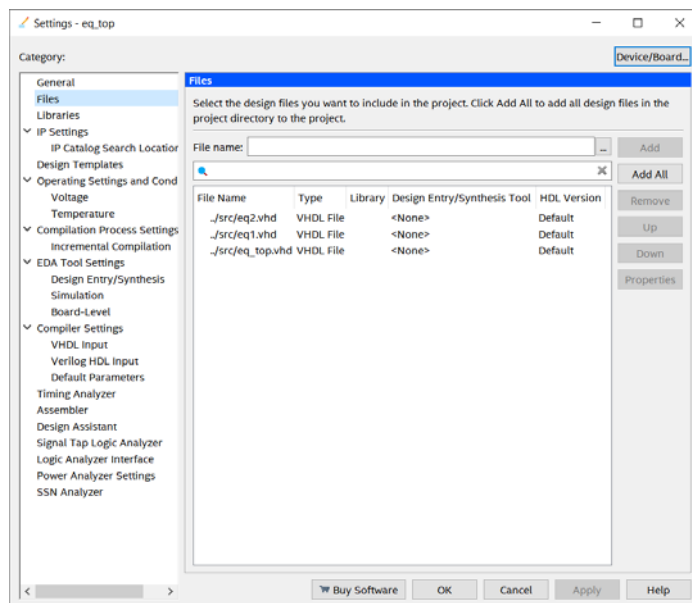 Settings - eq_top
Category:
Device/Board...
General
Files
Libraries
IP Settings
IP Catalog Search Location
Design Templates
Operating Settings and Cond
Voltage
Temperature
Compilation Process Settings
Incremental Compilation
EDA Tool Settings
Design Entry/Synthesis
Simulation
Board-Level
Compiler Settings
VHDL Input
Verilog HDL Input
Default Parameters
Timing Analyzer
Assembler
Design Assistant
Signal Tap Logic Analyzer
Logic Analyzer Interface
Power Analyzer Settings
SSN Analyzer
Files
Select the design files you want to include in the project. Click Add All to add all design files in the
project directory to the project.
File name: ... Add
Add All
File Name Type Library Design Entry/Synthesis Tool HDL Version Remove
../src/eq2.vhd VHDL File <None> Default
../src/eq1.vhd VHDL File <None> Default Up
../src/eq_top.vhd VHDL File <None> Default Down
Properties
Buy Software OK Cancel Apply Help